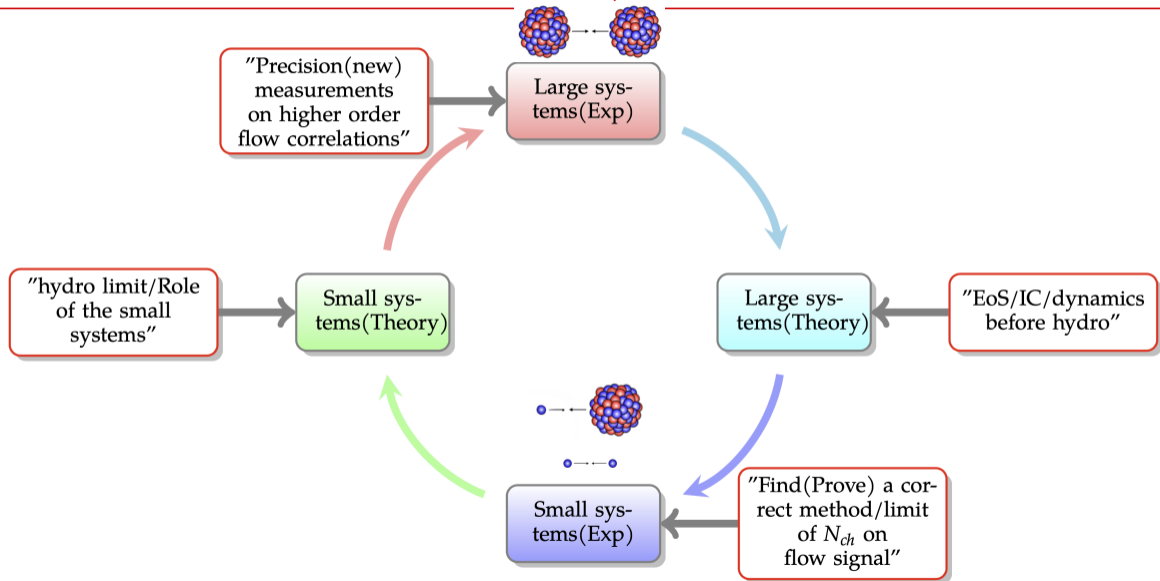 ”Precision(new)
measurements
on higher order
flow correlations”
Large sys-
tems(Exp)
”hydro limit/Role
of the small
systems”
Small sys-
tems(Theory)
Large sys-
tems(Theory)
”EoS/IC/dynamics
before hydro”
Small sys-
tems(Exp)
”Find(Prove) a cor-
rect method/limit
of N_ch on
flow signal”